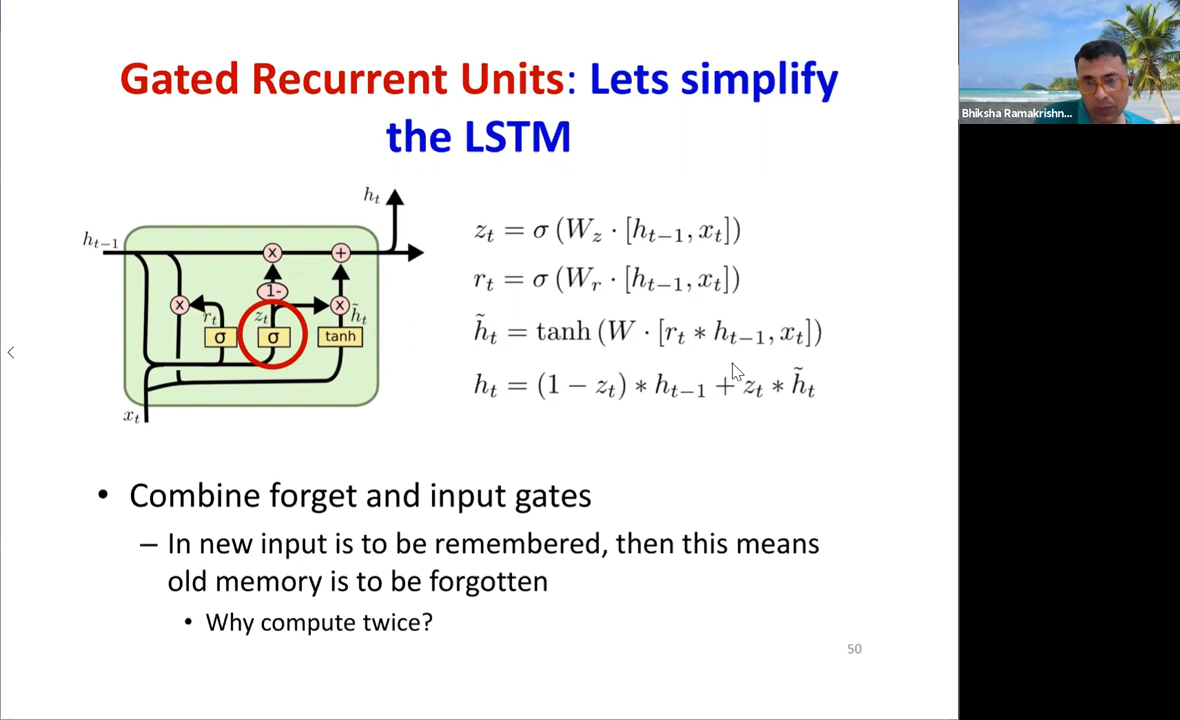 Gated Recurrent Units: Lets simplify
the LSTM
Bhiksha Ramakrishn...
h_t
h_{t-1}
x
+
1-
x
r_t
z_t
x
h̃_t
σ
σ
tanh
x_t
z_t = σ (W_z · [h_{t-1}, x_t])
r_t = σ (W_r · [h_{t-1}, x_t])
h̃_t = tanh (W · [r_t * h_{t-1}, x_t])
h_t = (1 − z_t) * h_{t-1} + z_t * h̃_t
• Combine forget and input gates
– In new input is to be remembered, then this means
old memory is to be forgotten
• Why compute twice?
50